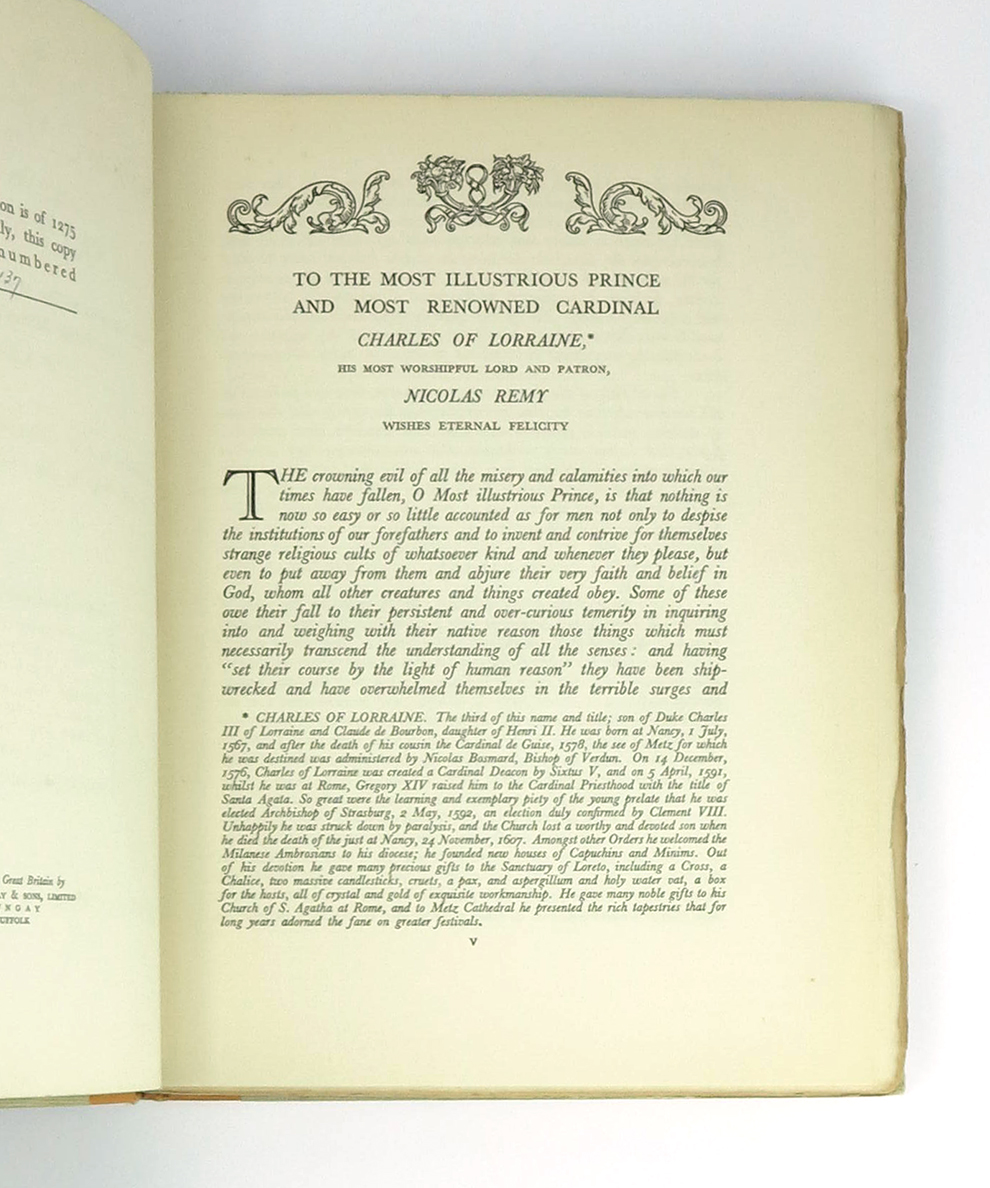 on is of 1275
ly, this copy
numbered
137
Great Britain by
Y & SONS, LIMITED
NGAY
UFFOLK
TO THE MOST ILLUSTRIOUS PRINCE
AND MOST RENOWNED CARDINAL
CHARLES OF LORRAINE,*
HIS MOST WORSHIPFUL LORD AND PATRON,
NICOLAS REMY
WISHES ETERNAL FELICITY
THE crowning evil of all the misery and calamities into which our
times have fallen, O Most illustrious Prince, is that nothing is
now so easy or so little accounted as for men not only to despise
the institutions of our forefathers and to invent and contrive for themselves
strange religious cults of whatsoever kind and whenever they please, but
even to put away from them and abjure their very faith and belief in
God, whom all other creatures and things created obey. Some of these
owe their fall to their persistent and over-curious temerity in inquiring
into and weighing with their native reason those things which must
necessarily transcend the understanding of all the senses: and having
“set their course by the light of human reason” they have been ship-
wrecked and have overwhelmed themselves in the terrible surges and
* CHARLES OF LORRAINE. The third of this name and title; son of Duke Charles
III of Lorraine and Claude de Bourbon, daughter of Henri II. He was born at Nancy, 1 July,
1567, and after the death of his cousin the Cardinal de Guise, 1578, the see of Metz for which
he was destined was administered by Nicolas Bosmard, Bishop of Verdun. On 14 December,
1576, Charles of Lorraine was created a Cardinal Deacon by Sixtus V, and on 5 April, 1591,
whilst he was at Rome, Gregory XIV raised him to the Cardinal Priesthood with the title of
Santa Agata. So great were the learning and exemplary piety of the young prelate that he was
elected Archbishop of Strasburg, 2 May, 1592, an election duly confirmed by Clement VIII.
Unhappily he was struck down by paralysis, and the Church lost a worthy and devoted son when
he died the death of the just at Nancy, 24 November, 1607. Amongst other Orders he welcomed the
Milanese Ambrosians to his diocese; he founded new houses of Capuchins and Minims. Out
of his devotion he gave many precious gifts to the Sanctuary of Loreto, including a Cross, a
Chalice, two massive candlesticks, cruets, a pax, and aspergillum and holy water vat, a box
for the hosts, all of crystal and gold of exquisite workmanship. He gave many noble gifts to his
Church of S. Agatha at Rome, and to Metz Cathedral he presented the rich tapestries that for
long years adorned the fane on greater festivals.
V